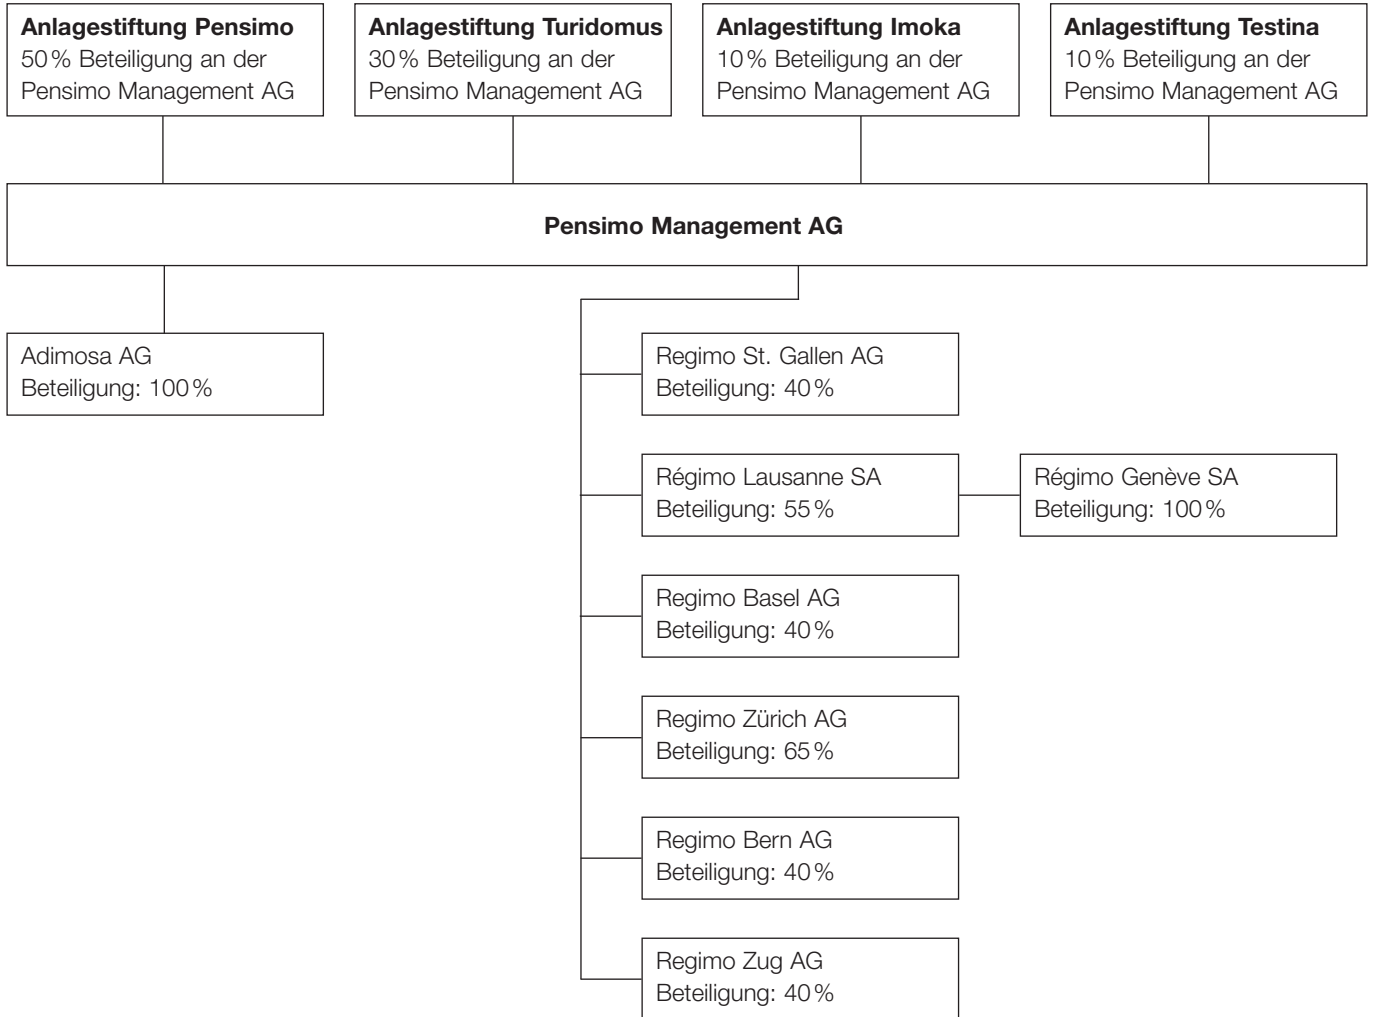 Anlagestiftung Pensimo
50% Beteiligung an der
Pensimo Management AG
Anlagestiftung Turidomus
30% Beteiligung an der
Pensimo Management AG
Anlagestiftung Imoka
10% Beteiligung an der
Pensimo Management AG
Anlagestiftung Testina
10% Beteiligung an der
Pensimo Management AG
Pensimo Management AG
Adimosa AG
Beteiligung: 100%
Regimo St. Gallen AG
Beteiligung: 40%
Régimo Lausanne SA
Beteiligung: 55%
Régimo Genève SA
Beteiligung: 100%
Regimo Basel AG
Beteiligung: 40%
Regimo Zürich AG
Beteiligung: 65%
Regimo Bern AG
Beteiligung: 40%
Regimo Zug AG
Beteiligung: 40%